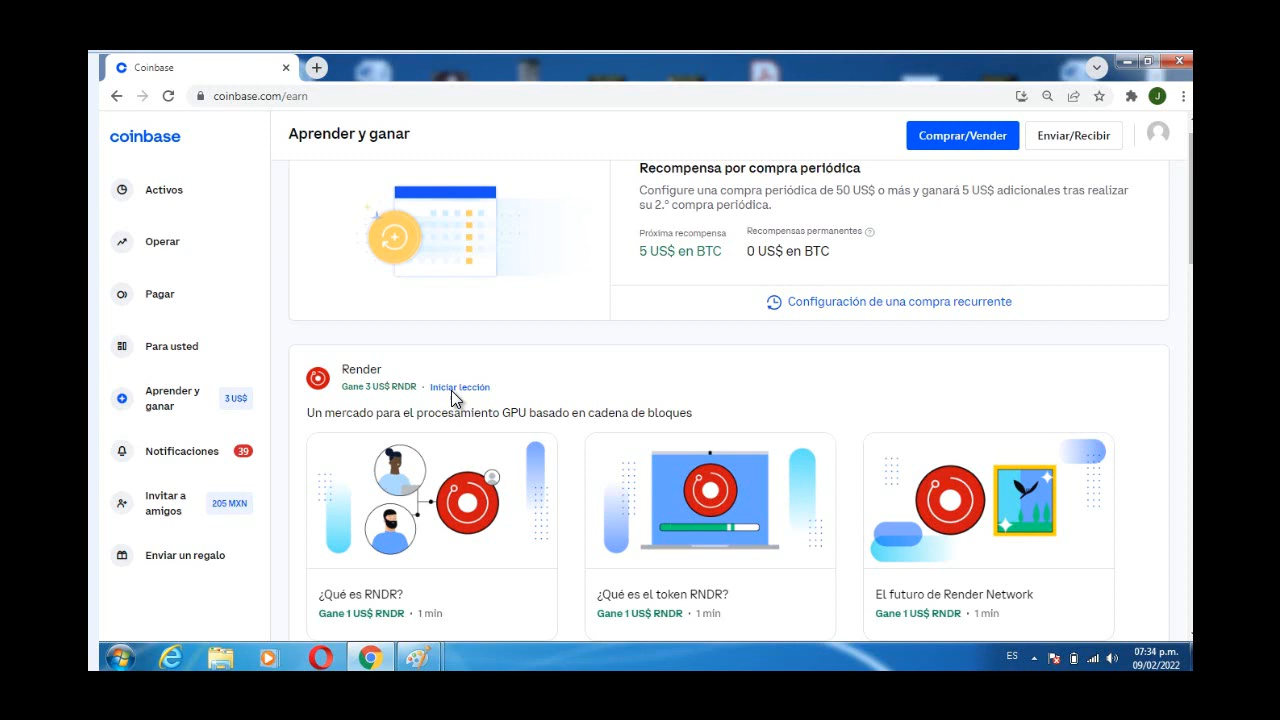 Coinbase
coinbase.com/earn
J
coinbase
Aprender y ganar
Comprar/Vender
Enviar/Recibir
Activos
Operar
Pagar
Para usted
Aprender y
ganar
3 US$
Notificaciones
39
Invitar a
amigos
205 MXN
Enviar un regalo
Recompensa por compra periódica
Configure una compra periódica de 50 US$ o más y ganará 5 US$ adicionales tras realizar
su 2.° compra periódica.
Próxima recompensa
Recompensas permanentes ?
5 US$ en BTC
0 US$ en BTC
Configuración de una compra recurrente
Render
Gane 3 US$ RNDR · Iniciar lección
Un mercado para el procesamiento GPU basado en cadena de bloques
¿Qué es RNDR?
Gane 1 US$ RNDR · 1 min
¿Qué es el token RNDR?
Gane 1 US$ RNDR · 1 min
El futuro de Render Network
Gane 1 US$ RNDR · 1 min
ES
07:34 p.m.
09/02/2022